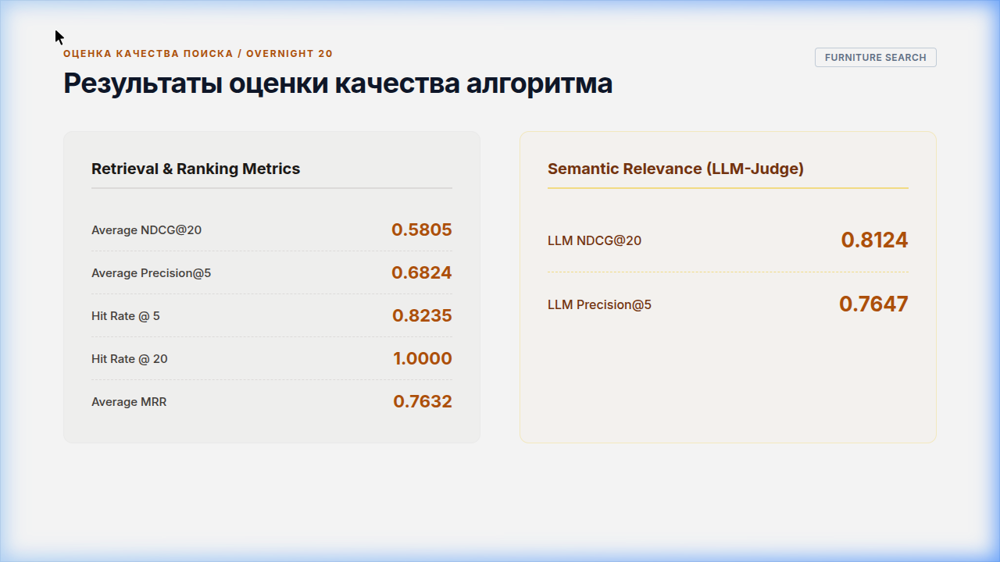 ОЦЕНКА КАЧЕСТВА ПОИСКА / OVERNIGHT 20
FURNITURE SEARCH
Результаты оценки качества алгоритма
Retrieval & Ranking Metrics
Average NDCG@20 0.5805
Average Precision@5 0.6824
Hit Rate @ 5 0.8235
Hit Rate @ 20 1.0000
Average MRR 0.7632
Semantic Relevance (LLM-Judge)
LLM NDCG@20 0.8124
LLM Precision@5 0.7647